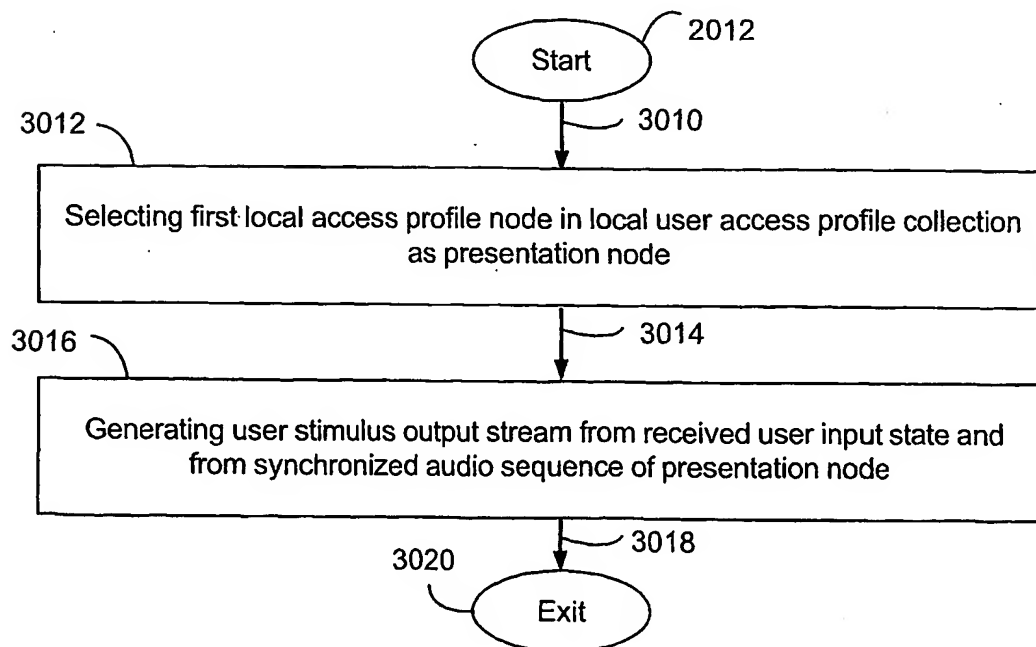 2012
Start
3010
3012
Selecting first local access profile node in local user access profile collection
as presentation node
3014
3016
Generating user stimulus output stream from received user input state and
from synchronized audio sequence of presentation node
3018
3020
Exit